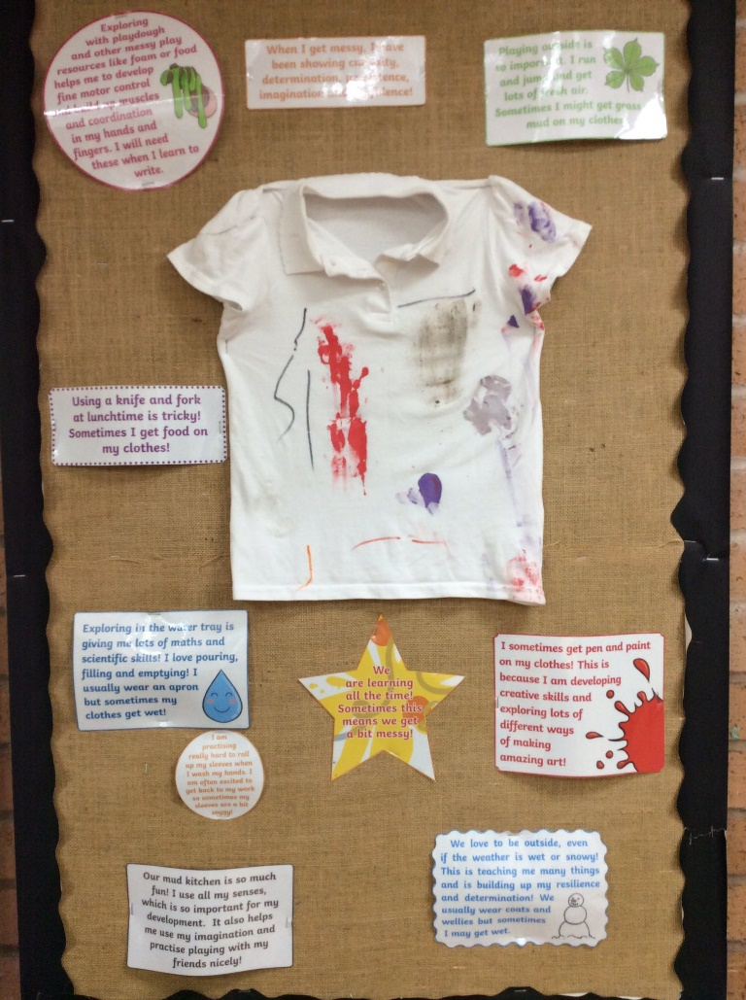 Exploring
with playdough
and other messy play
resources like foam or food
helps me to develop
fine motor control
build up muscles
and coordination
in my hands and
fingers. I will need
these when I learn to
write.
When I get messy, I have
been showing curiosity,
determination, persistence,
imagination
Playing outside is
so important. I run
and jump and get
lots of fresh air.
Sometimes I might get grass
mud on my clothes
Using a knife and fork
at lunchtime is tricky!
Sometimes I get food on
my clothes!
Exploring in the water tray is
giving me lots of maths and
scientific skills! I love pouring,
filling and emptying! I
usually wear an apron
but sometimes my
clothes get wet!
We
are learning
all the time!
Sometimes this
means we get
a bit messy!
I sometimes get pen and paint
on my clothes! This is
because I am developing
creative skills and
exploring lots of
different ways
of making
amazing art!
I am
practising
really hard to roll
up my sleeves when
I wash my hands. I
am often excited to
get back to my work
so sometimes my
sleeves are a bit
soggy!
Our mud kitchen is so much
fun! I use all my senses,
which is so important for my
development. It also helps
me use my imagination and
practise playing with my
friends nicely!
We love to be outside, even
if the weather is wet or snowy!
This is teaching me many things
and is building up my resilience
and determination! We
usually wear coats and
wellies but sometimes
I may get wet.